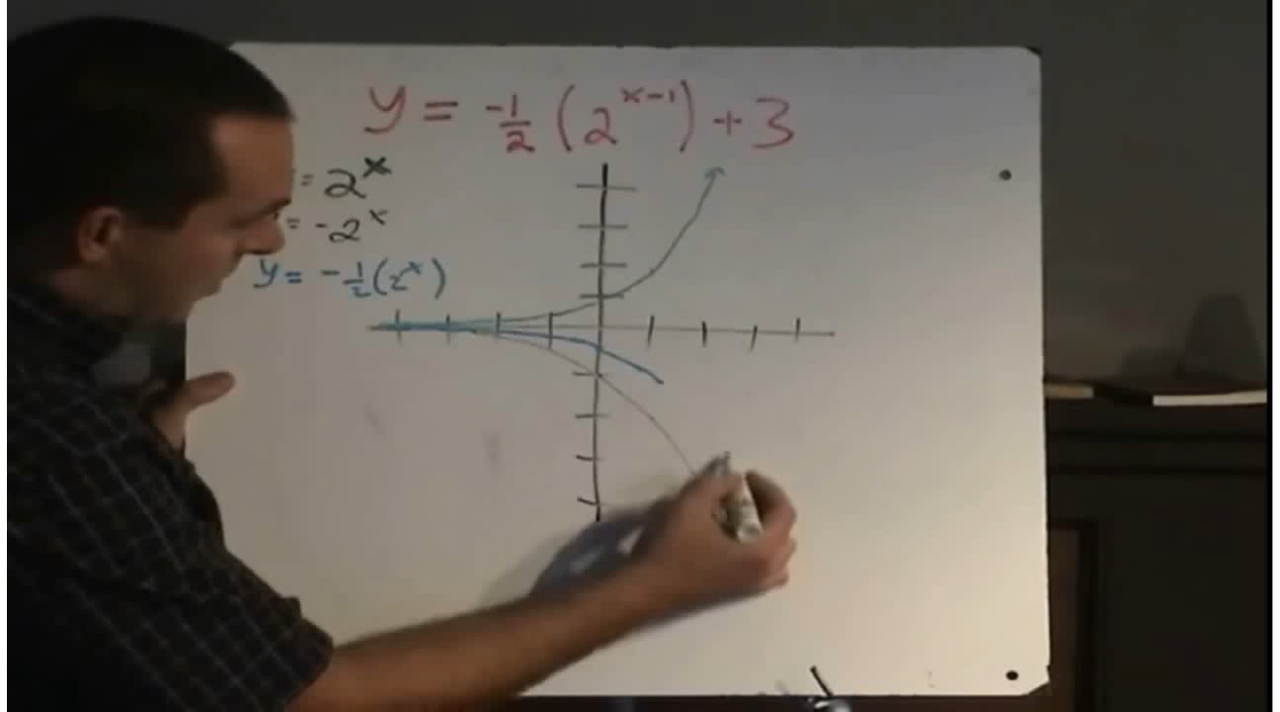 y = -1/2 (2^(x-1)) + 3
= 2^x
= -2^x
y = -1/2(2^x)